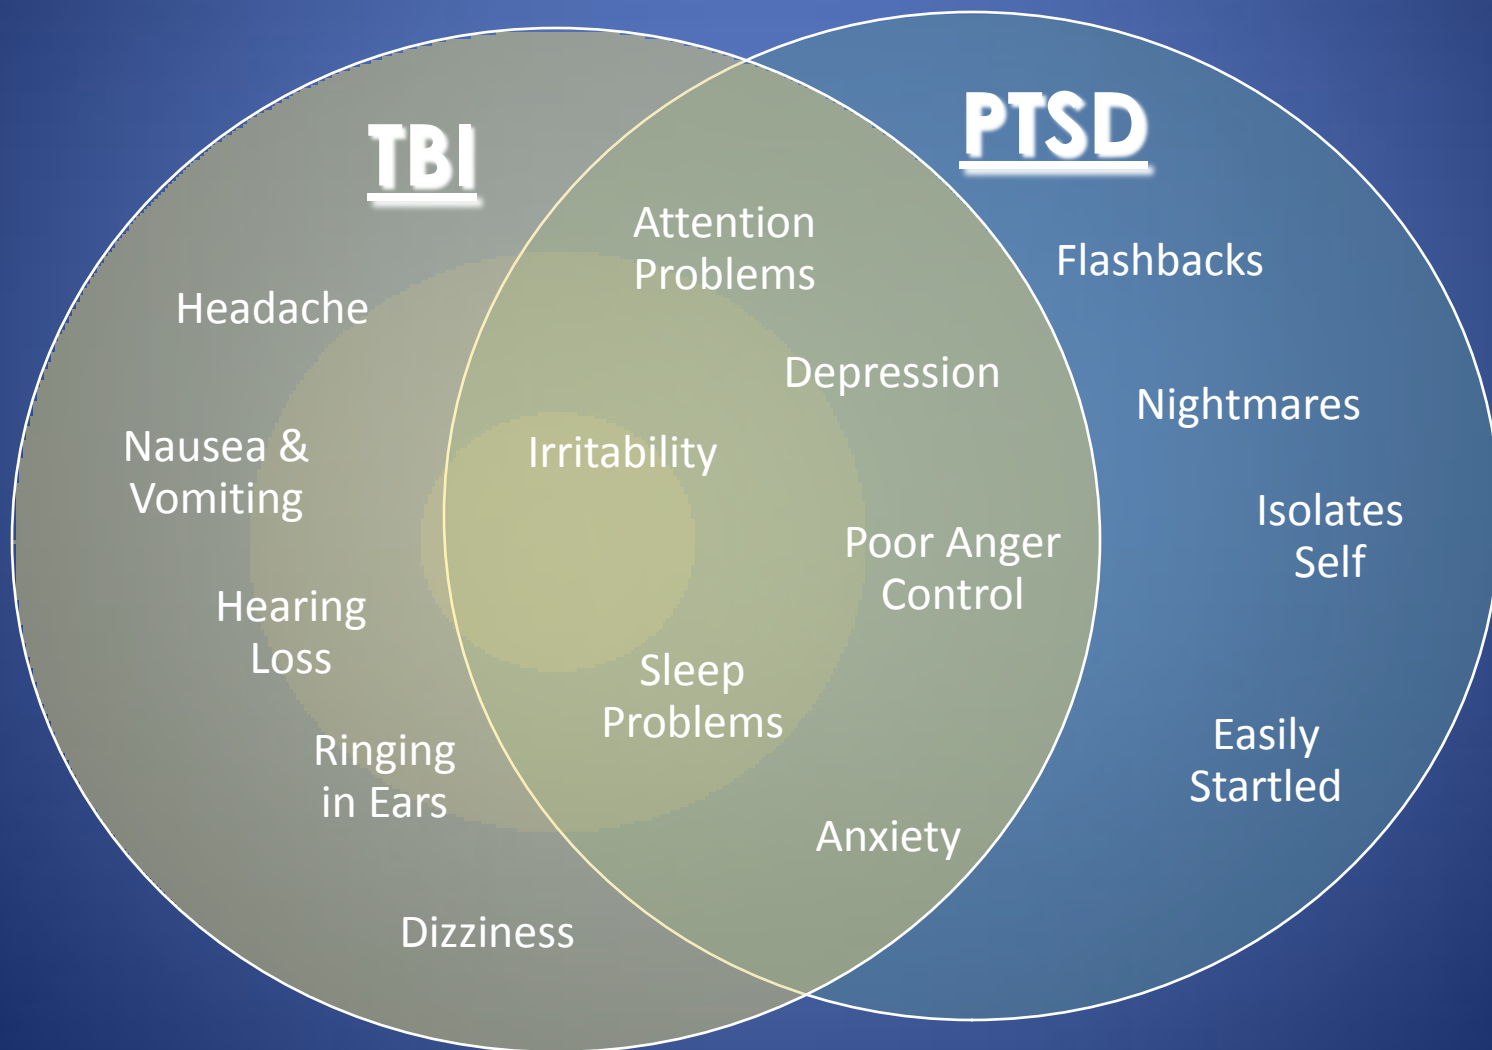 TBI
Headache
Nausea &
Vomiting
Hearing
Loss
Ringing
in Ears
Dizziness
Attention
Problems
Depression
Irritability
Poor Anger
Control
Sleep
Problems
Anxiety
PTSD
Flashbacks
Nightmares
Isolates
Self
Easily
Startled